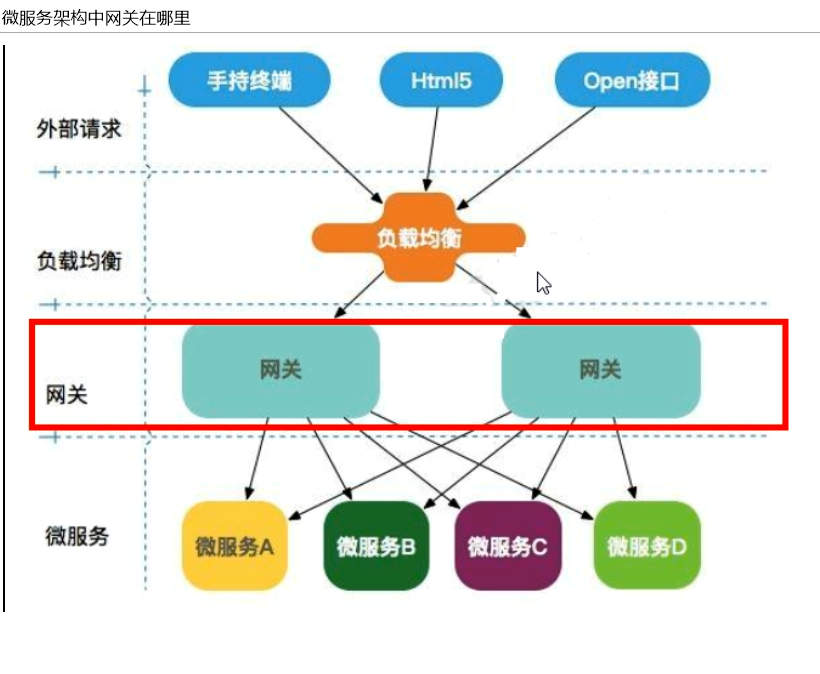 微服务架构中网关在哪里
手持终端
Html5
Open接口
外部请求
负载均衡
负载均衡
网关
网关
网关
微服务
微服务A
微服务B
微服务C
微服务D